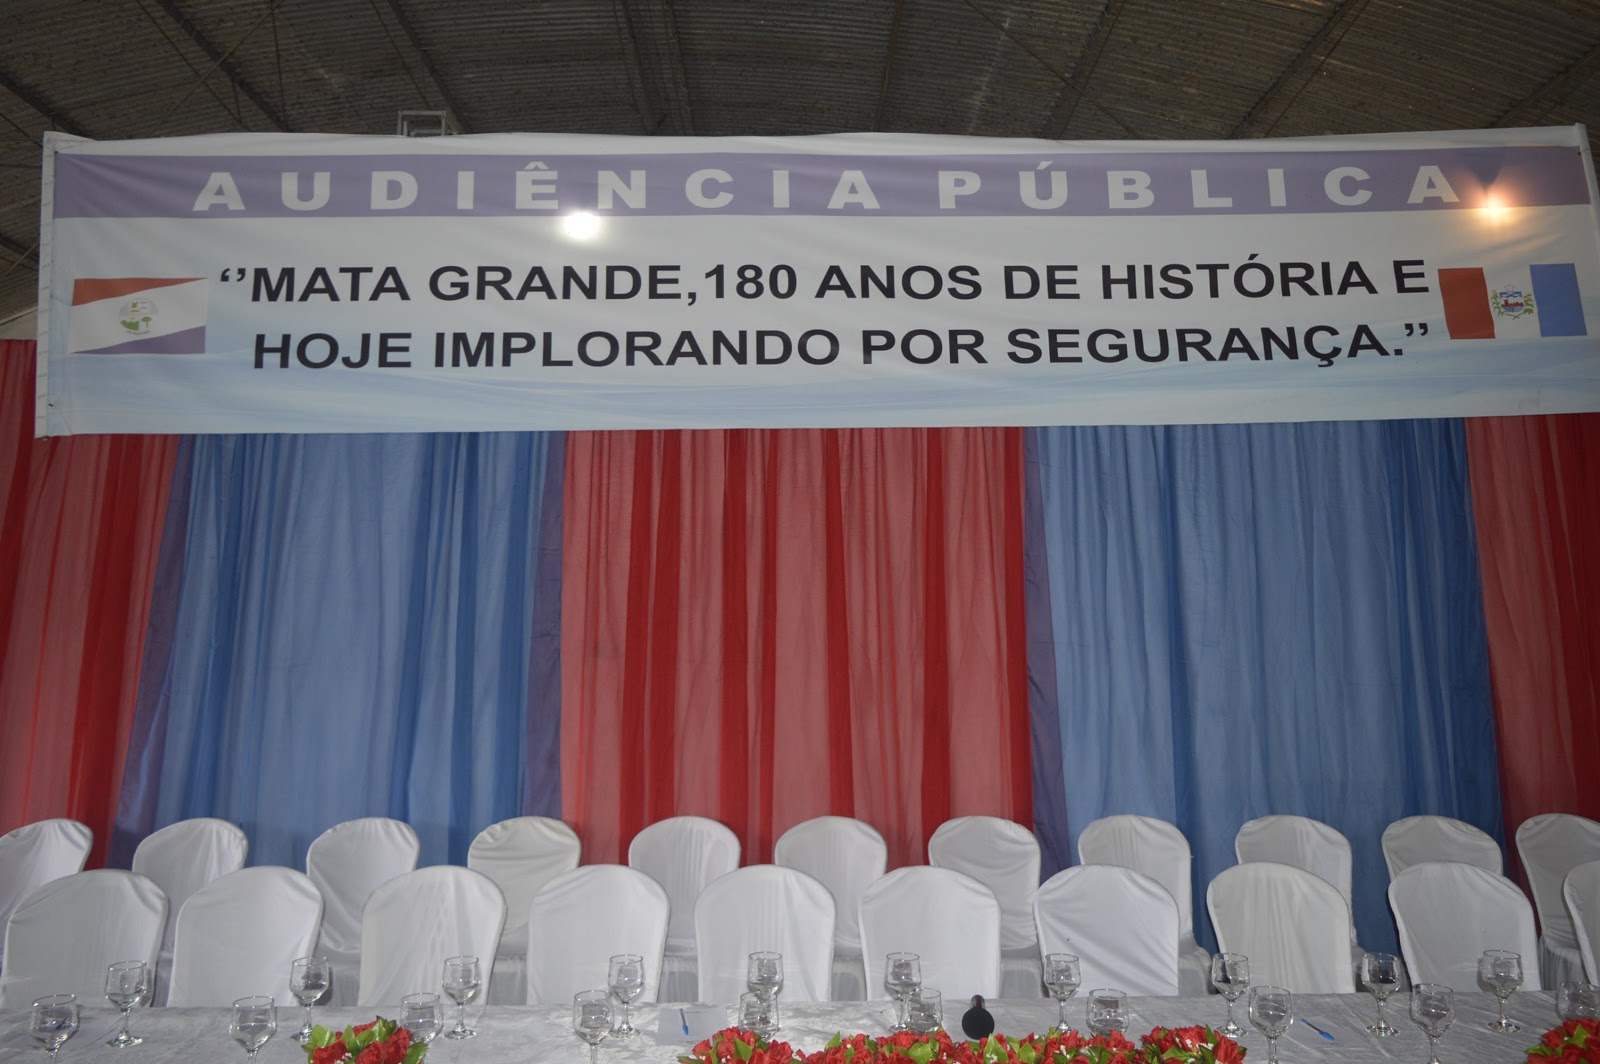 AUDIÊNCIA PÚBLICA
‘’MATA GRANDE,180 ANOS DE HISTÓRIA E
HOJE IMPLORANDO POR SEGURANÇA.’’